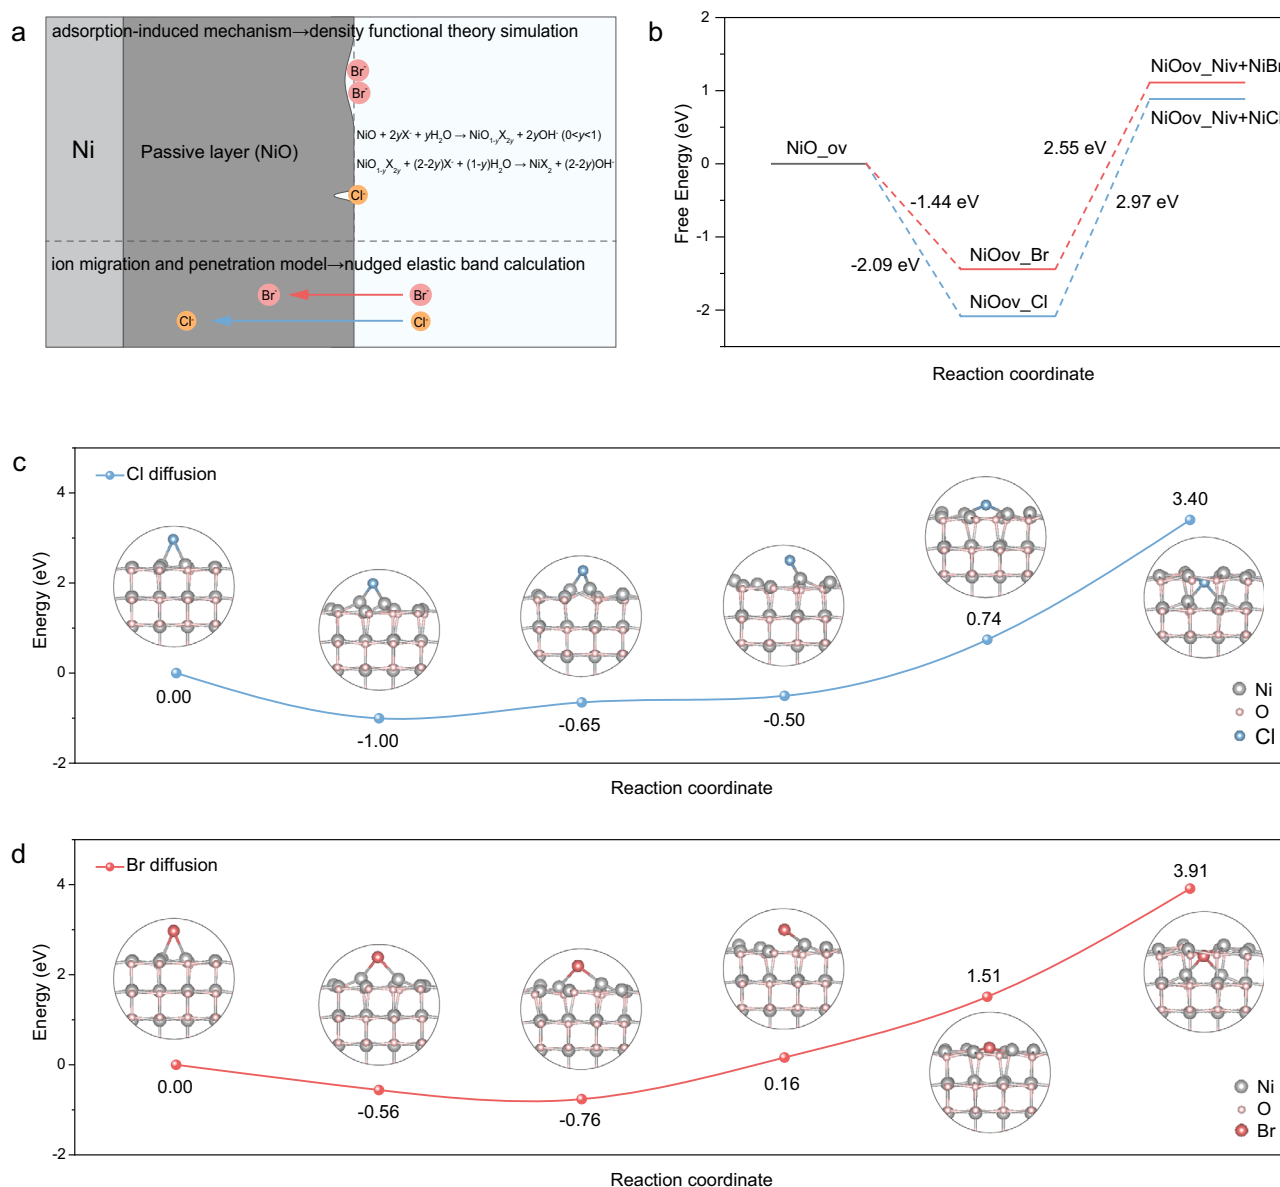 a
adsorption-induced mechanism→density functional theory simulation
Br-
Br-
NiO + 2yX- + yH2O → NiO1-yX2y + 2yOH- (0<y<1)
Ni
Passive layer (NiO)
NiO1-yX2y + (2-2y)X- + (1-y)H2O → NiX2 + (2-2y)OH-
Cl-
ion migration and penetration model→nudged elastic band calculation
Br-
Br-
Cl-
Cl-
b
2
1
0
-1
-2
Free Energy (eV)
NiO_ov
-1.44 eV
-2.09 eV
NiOov_Br
NiOov_Cl
2.55 eV
2.97 eV
NiOov_Niv+NiBr
NiOov_Niv+NiCl
Reaction coordinate
c
Cl diffusion
4
2
0
-2
Energy (eV)
0.00
-1.00
-0.65
-0.50
0.74
3.40
Ni
O
Cl
Reaction coordinate
d
Br diffusion
4
2
0
-2
Energy (eV)
0.00
-0.56
-0.76
0.16
1.51
3.91
Ni
O
Br
Reaction coordinate